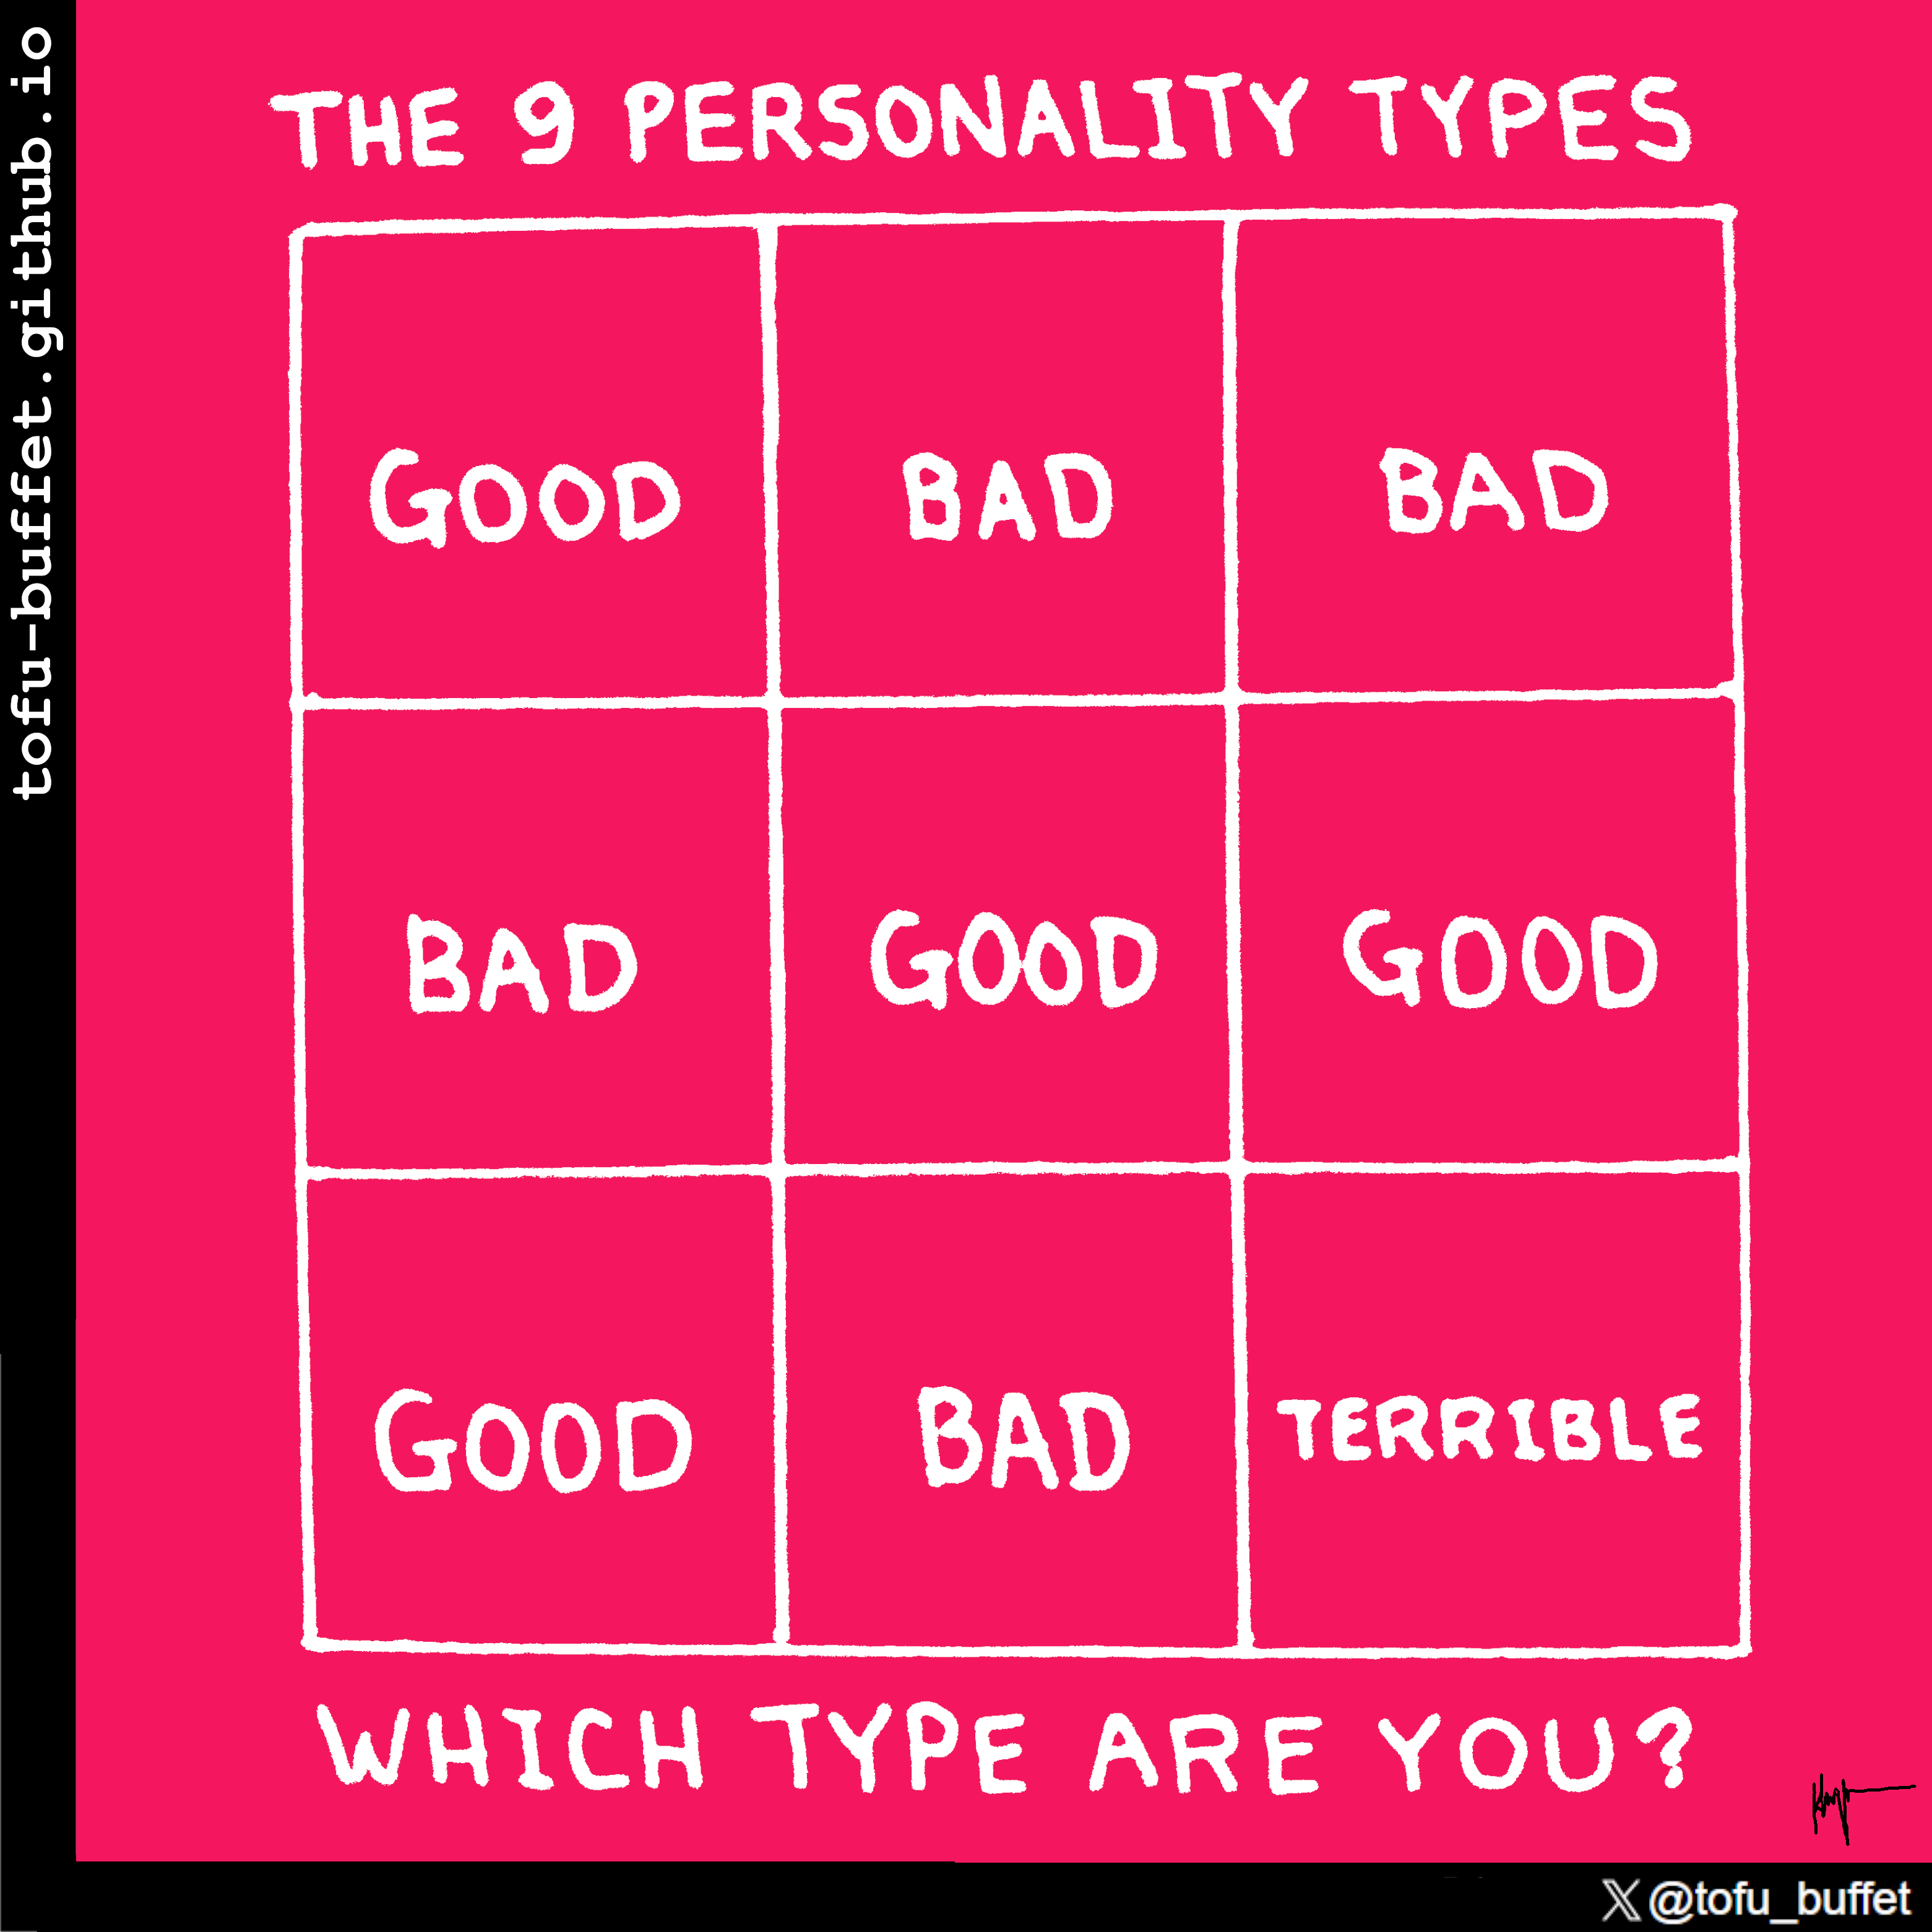 tofu-buffet.github.io
THE 9 PERSONALITY TYPES
GOOD BAD BAD
BAD GOOD GOOD
GOOD BAD TERRIBLE
WHICH TYPE ARE YOU?
X @tofu_buffet